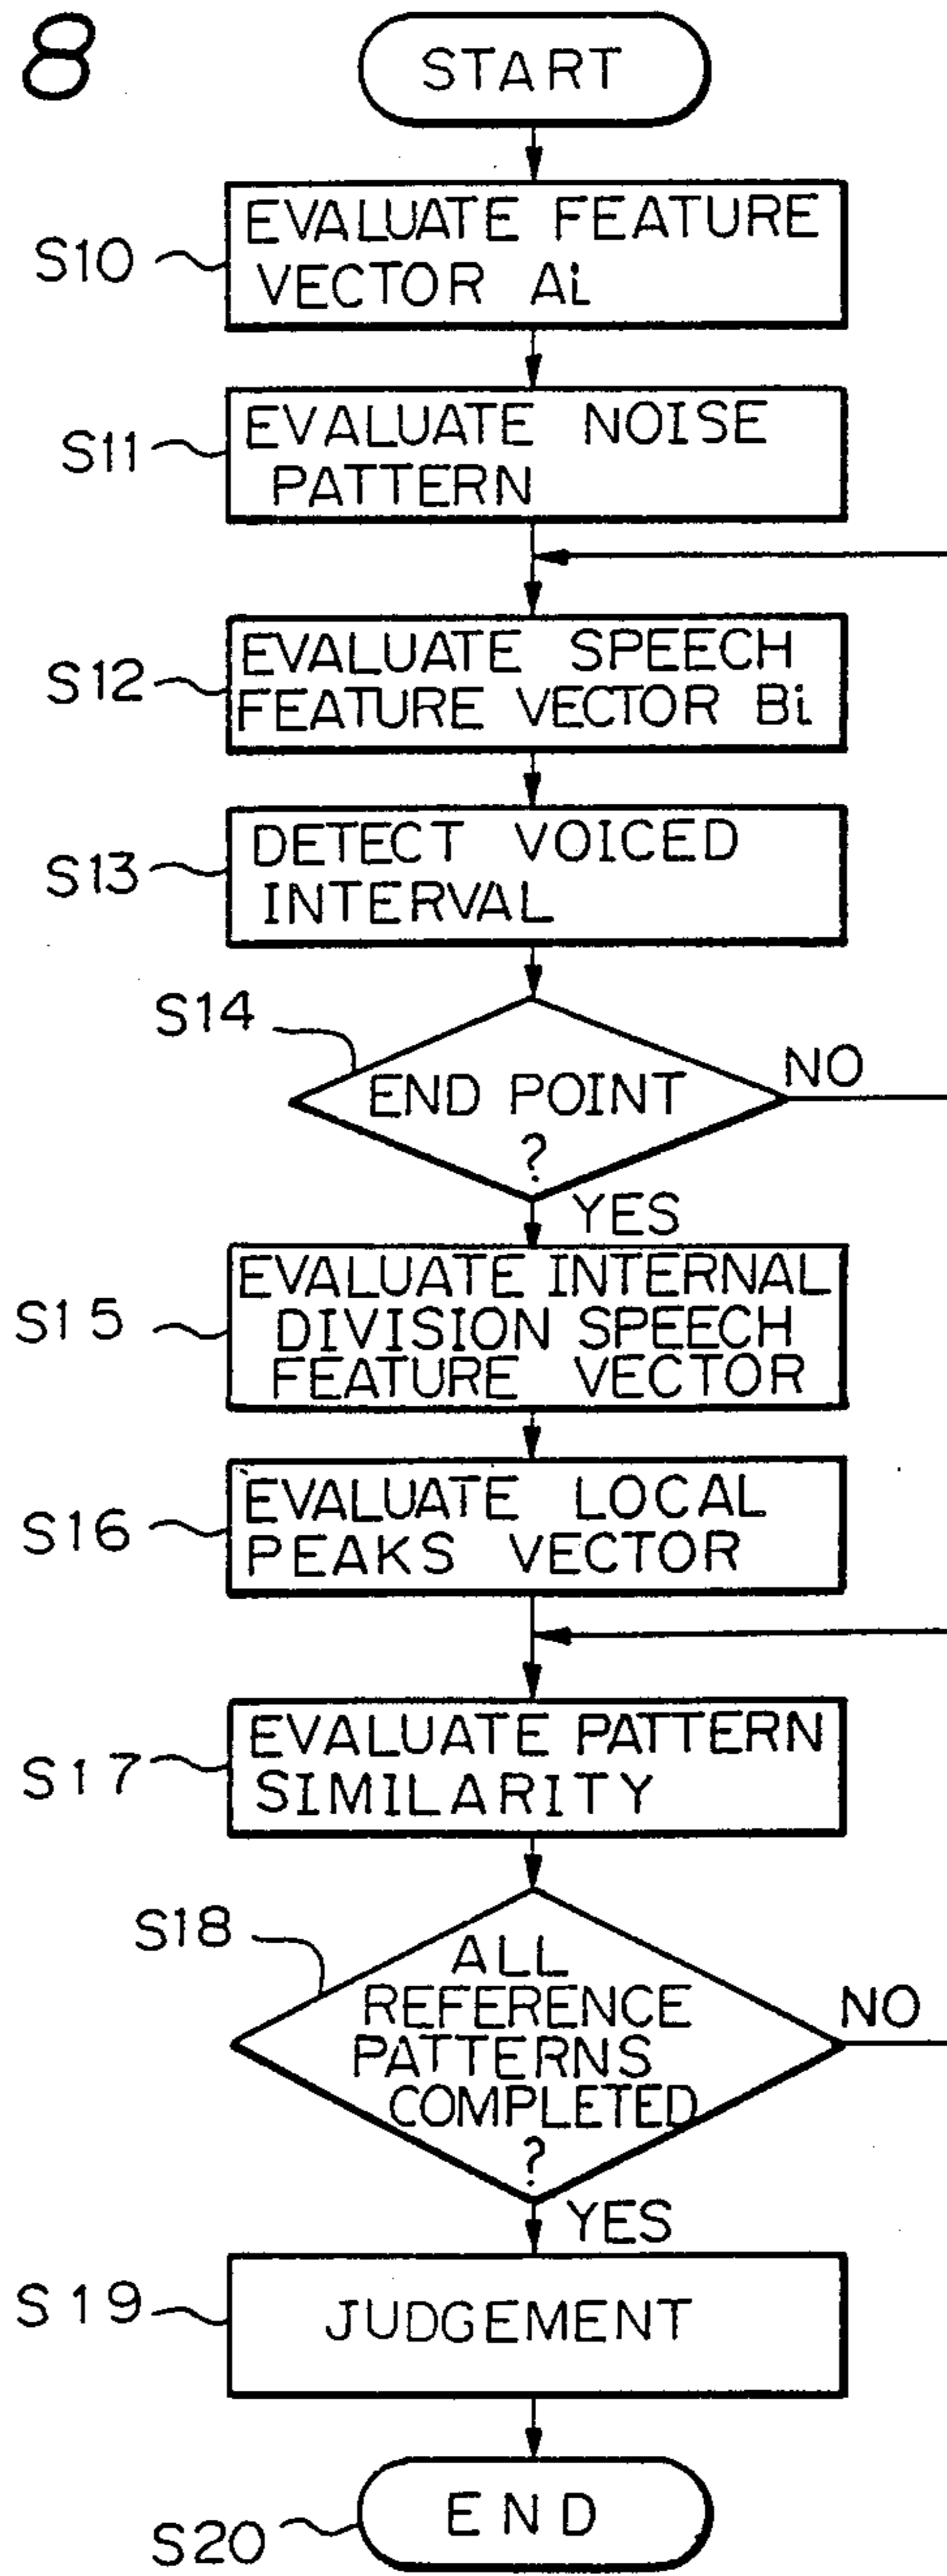 8
START
S10
EVALUATE FEATURE
VECTOR Ai
S11
EVALUATE NOISE
PATTERN
S12
EVALUATE SPEECH
FEATURE VECTOR Bi
S13
DETECT VOICED
INTERVAL
S14
END POINT
?
NO
YES
S15
EVALUATE INTERNAL
DIVISION SPEECH
FEATURE VECTOR
S16
EVALUATE LOCAL
PEAKS VECTOR
S17
EVALUATE PATTERN
SIMILARITY
S18
ALL
REFERENCE
PATTERNS
COMPLETED
?
NO
YES
S19
JUDGEMENT
S20
END